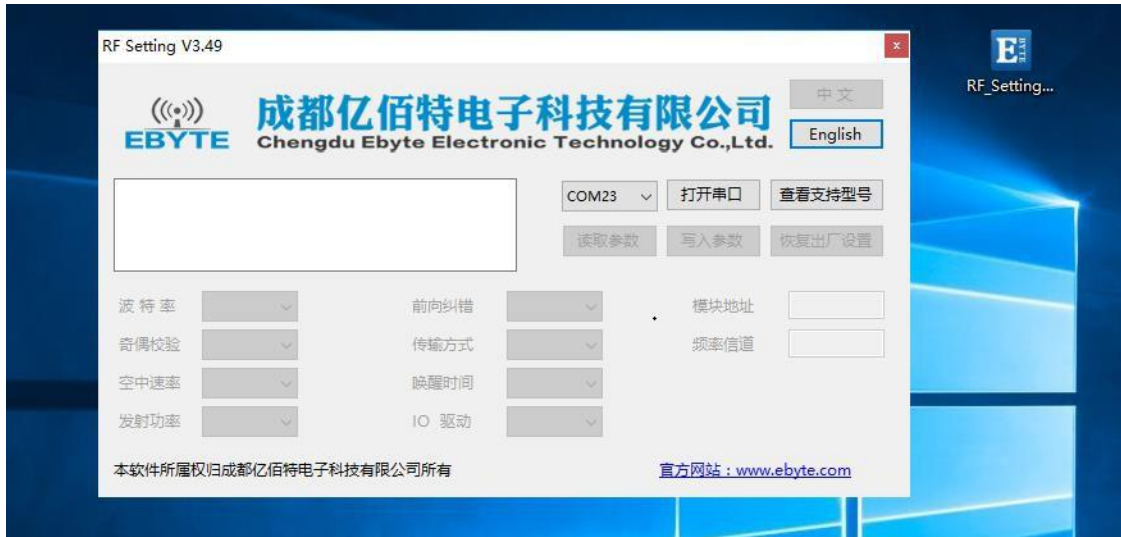 RF Setting V3.49
x
EBYTE
RF_Setting...
EBYTE
成都亿佰特电子科技有限公司
Chengdu Ebyte Electronic Technology Co.,Ltd.
中 文
English
COM23
打开串口
查看支持型号
读取参数
写入参数
恢复出厂设置
波 特 率
前向纠错
模块地址
奇偶校验
传输方式
频率信道
空中速率
唤醒时间
发射功率
IO 驱动
本软件所属权归成都亿佰特电子科技有限公司所有
官方网站：www.ebyte.com